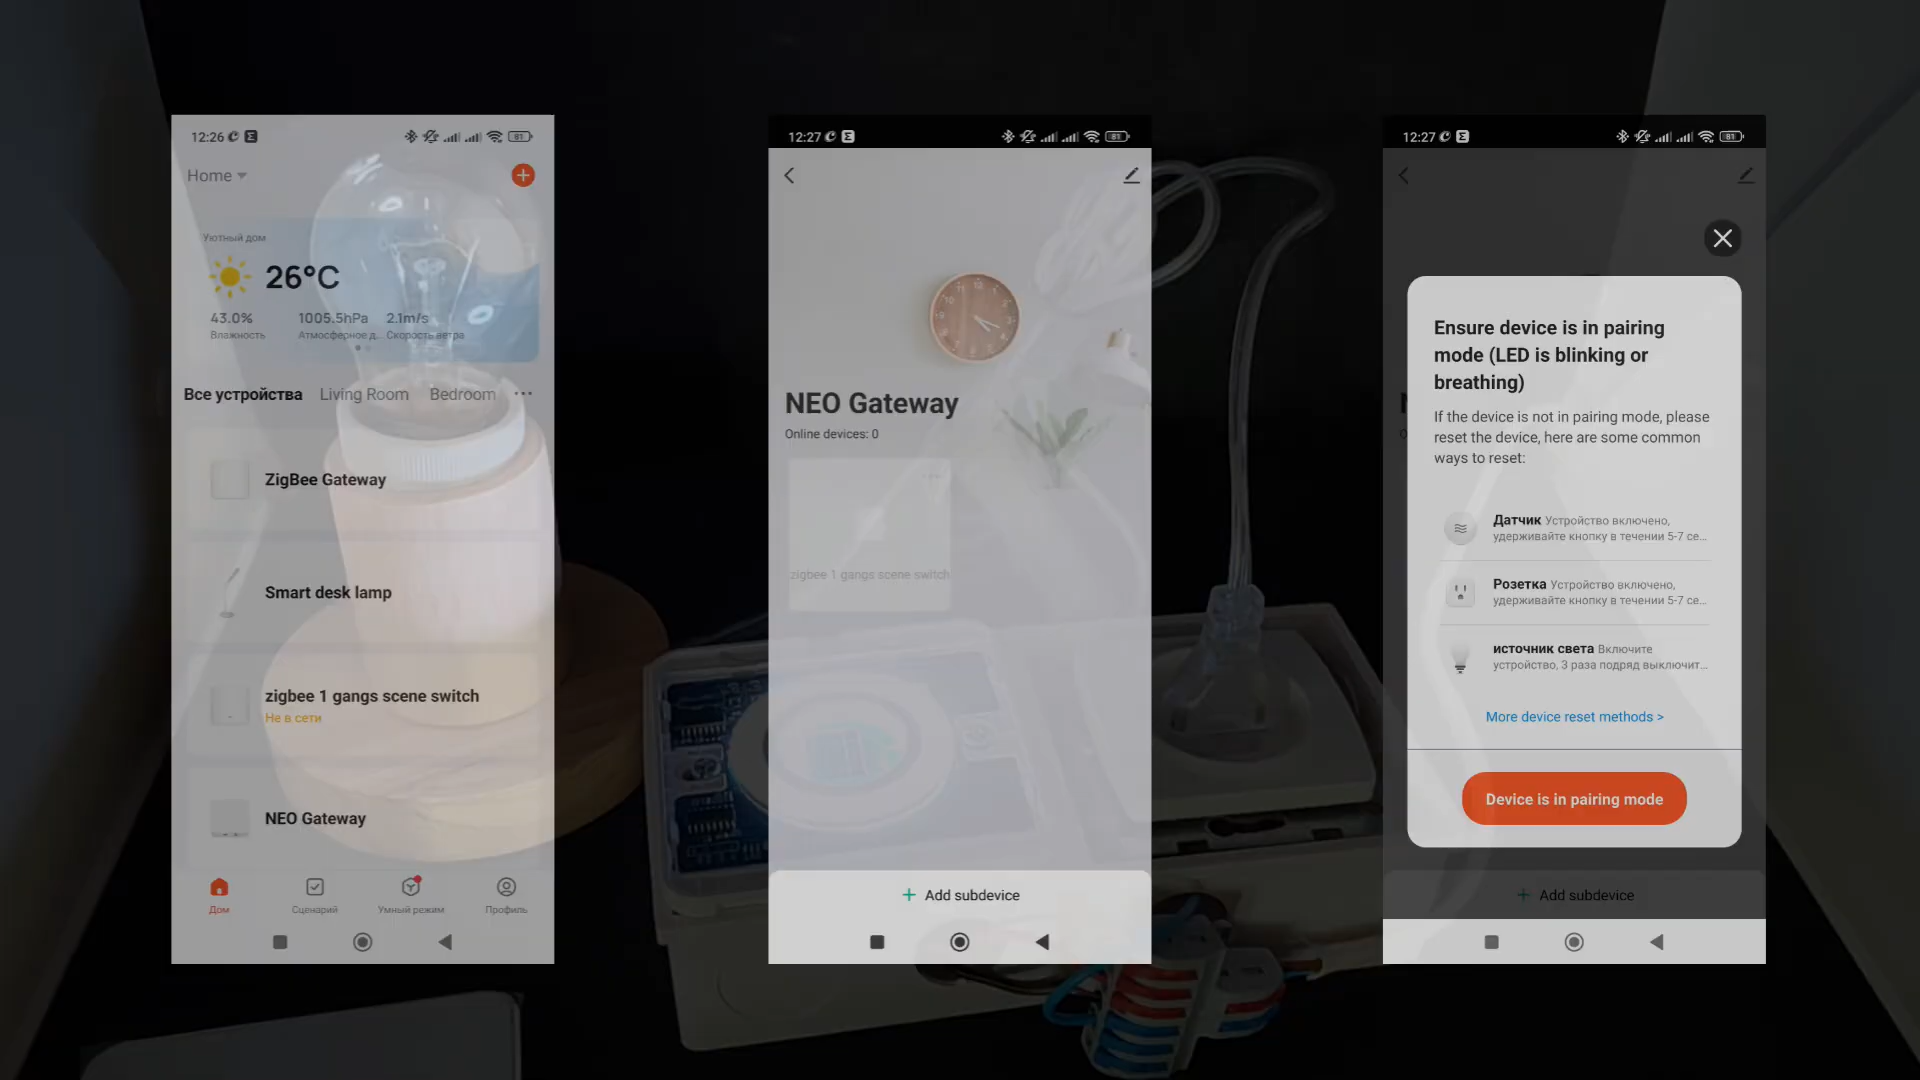 12:26
81
Home
Уютный дом
26°C
43.0%
1005.5hPa
2.1m/s
Влажность
Атмосферное д...
Скорость ветра
Все устройства
Living Room
Bedroom
ZigBee Gateway
Smart desk lamp
zigbee 1 gangs scene switch
Не в сети
NEO Gateway
Дом
Сценарий
Умный режим
Профиль
12:27
81
NEO Gateway
Online devices: 0
zigbee 1 gangs scene switch
+ Add subdevice
12:27
81
Ensure device is in pairing
mode (LED is blinking or
breathing)
If the device is not in pairing mode, please
reset the device, here are some common
ways to reset:
Датчик Устройство включено,
удерживайте кнопку в течении 5-7 се...
Розетка Устройство включено,
удерживайте кнопку в течении 5-7 се...
источник света Включите
устройство, 3 раза подряд выключит...
More device reset methods >
Device is in pairing mode
+ Add subdevice